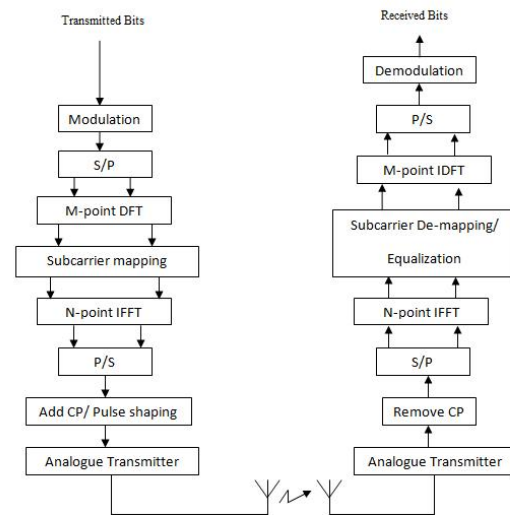 Transmitted Bits
Modulation
S/P
M-point DFT
Subcarrier mapping
N-point IFFT
P/S
Add CP/ Pulse shaping
Analogue Transmitter
Received Bits
Demodulation
P/S
M-point IDFT
Subcarrier De-mapping/
Equalization
N-point IFFT
S/P
Remove CP
Analogue Transmitter